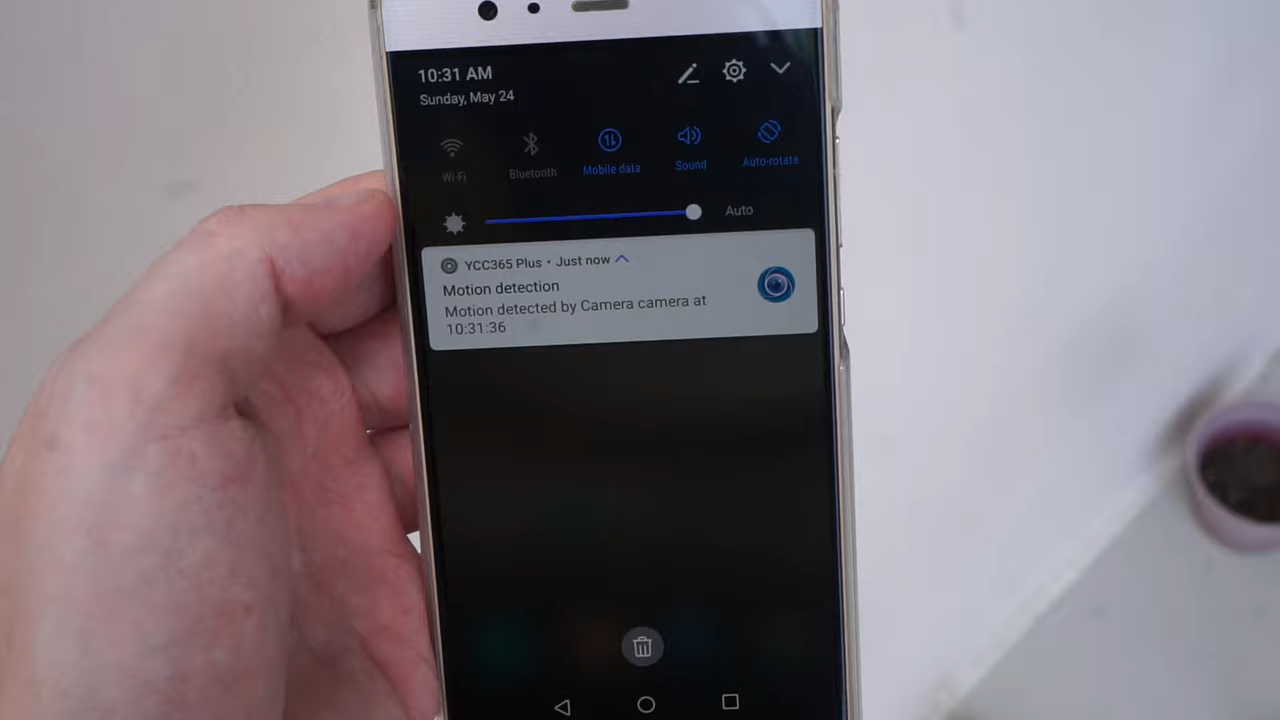 10:31 AM
Sunday, May 24
Wi-Fi
Bluetooth
Mobile data
Sound
Auto-rotate
Auto
YCC365 Plus • Just now
Motion detection
Motion detected by Camera camera at
10:31:36